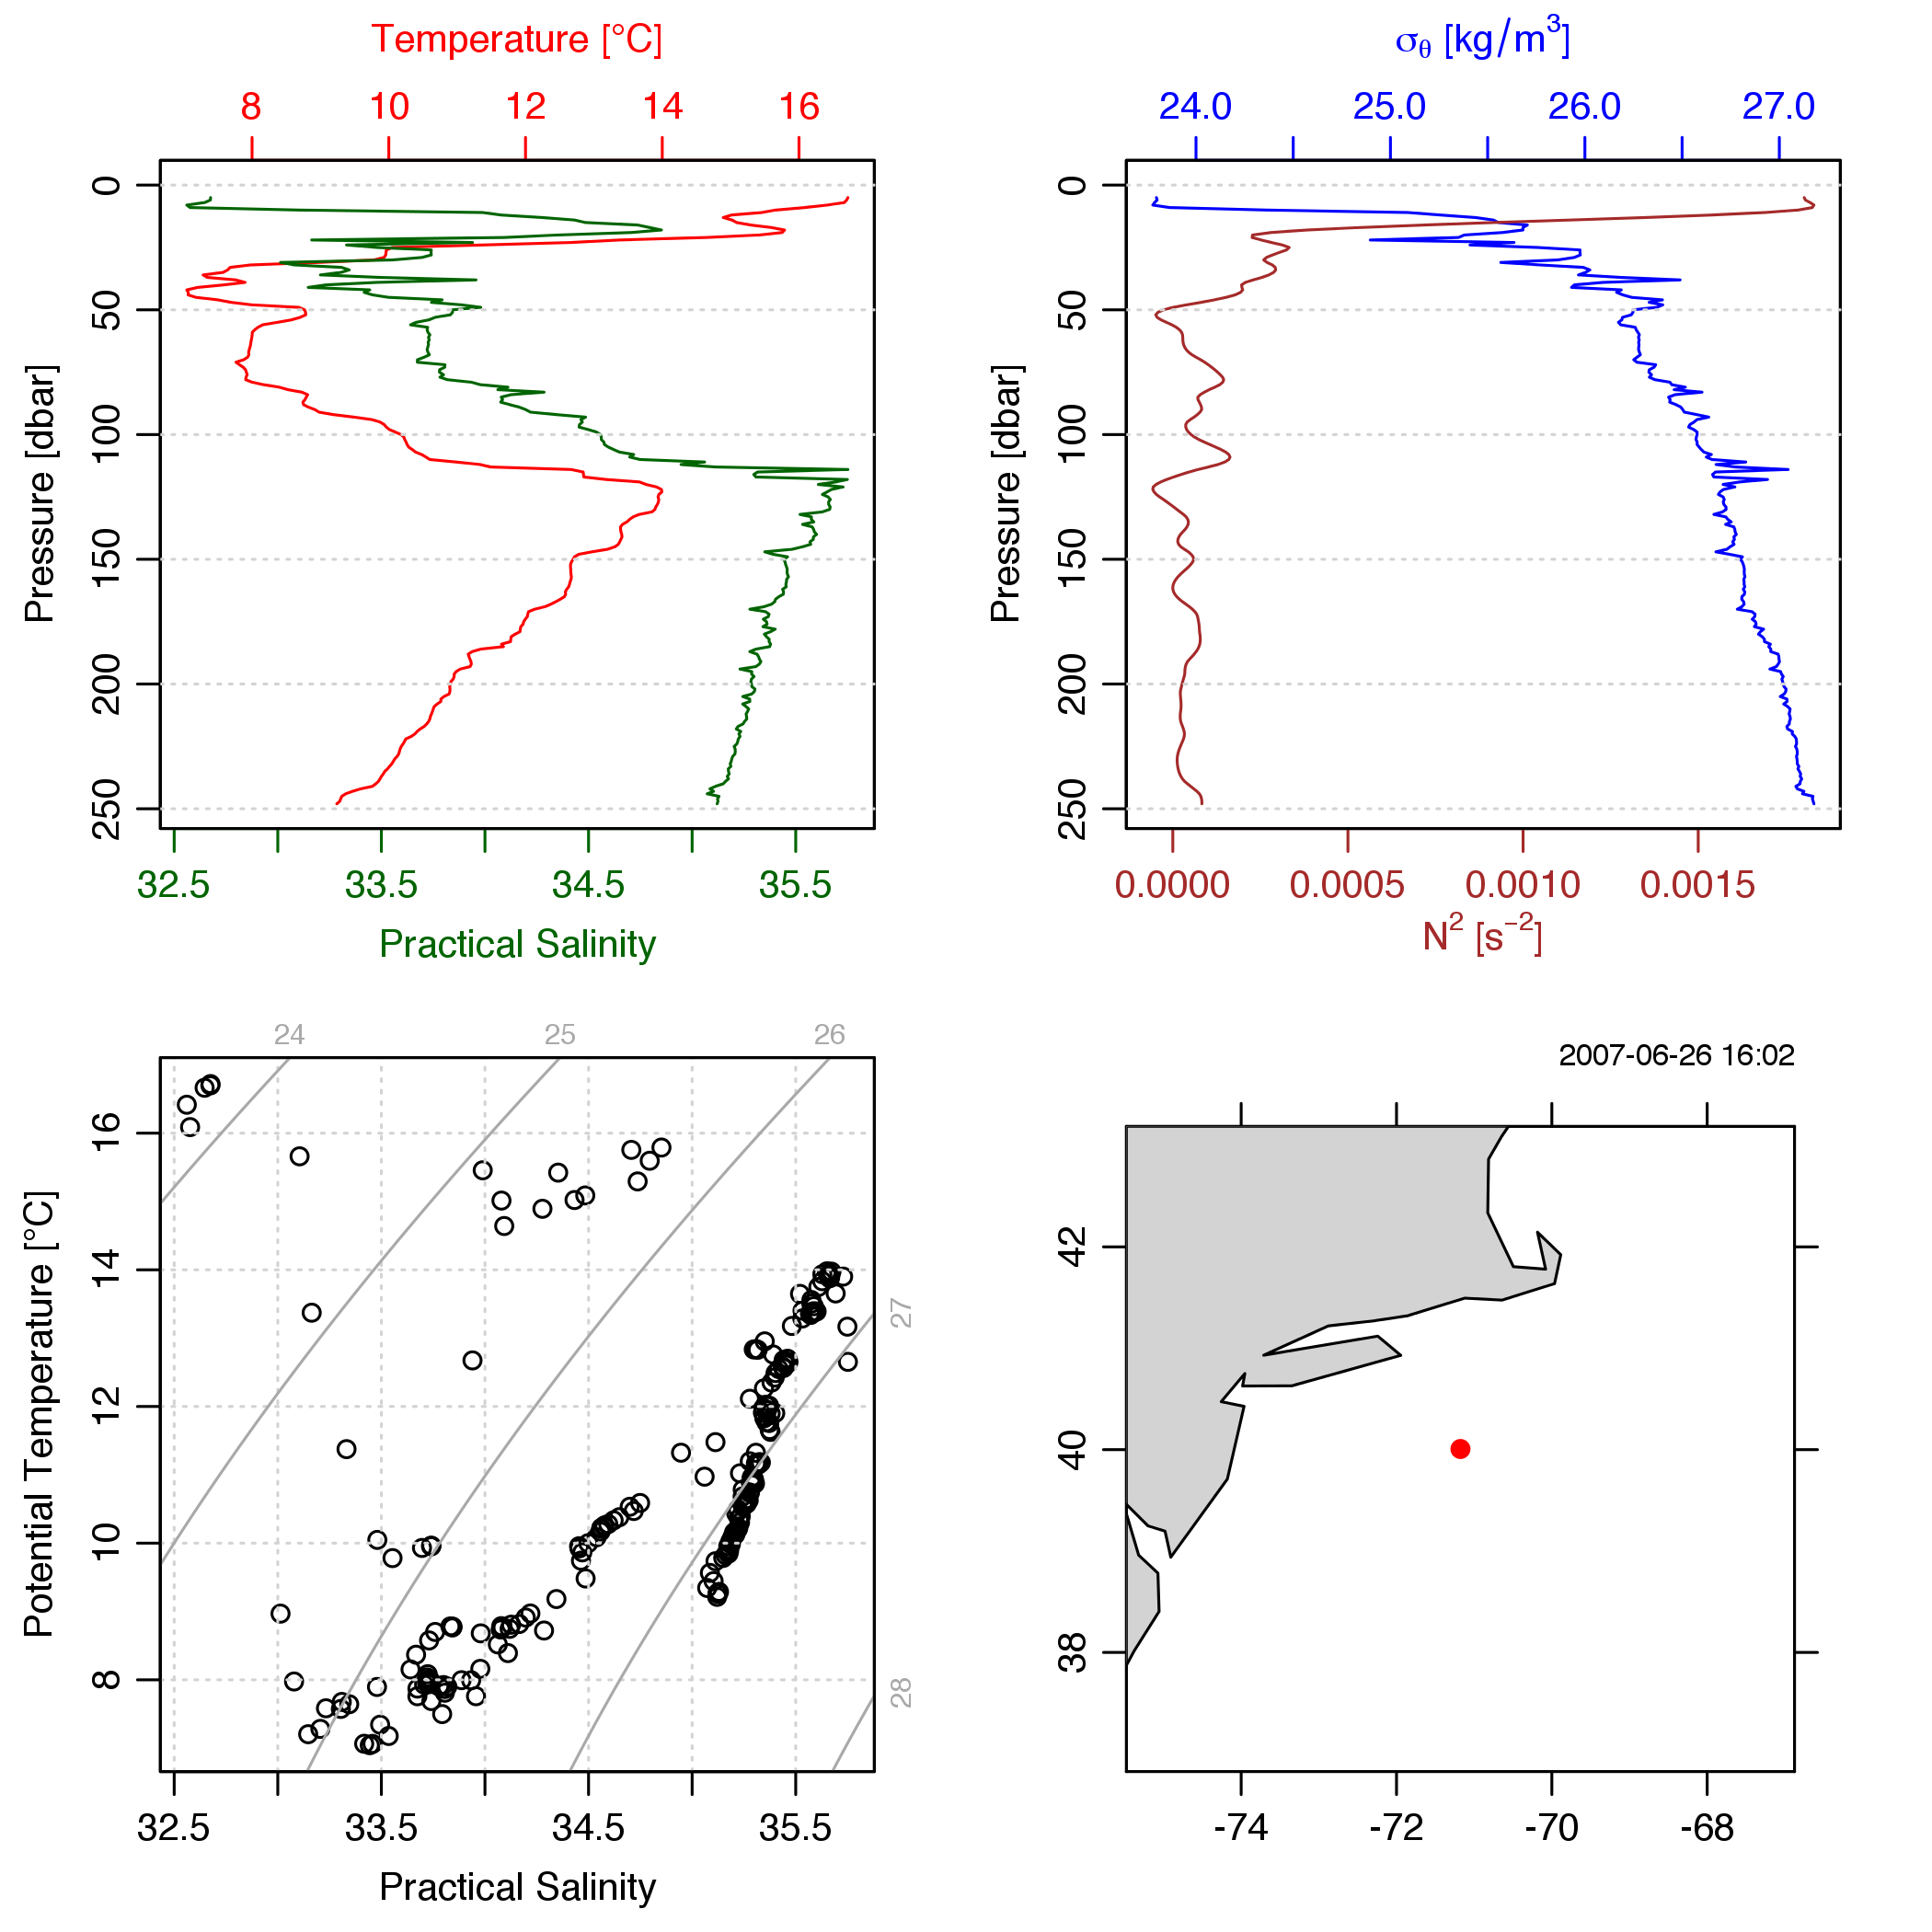 Temperature [°C]
8 10 12 14 16
0
50
100
150
200
250
Pressure [dbar]
32.5 33.5 34.5 35.5
Practical Salinity
σθ [kg/m³]
24.0 25.0 26.0 27.0
0
50
100
150
200
250
Pressure [dbar]
0.0000 0.0005 0.0010 0.0015
N² [s⁻²]
24 25 26
27
28
16
14
12
10
8
Potential Temperature [°C]
32.5 33.5 34.5 35.5
Practical Salinity
2007-06-26 16:02
42
40
38
-74 -72 -70 -68